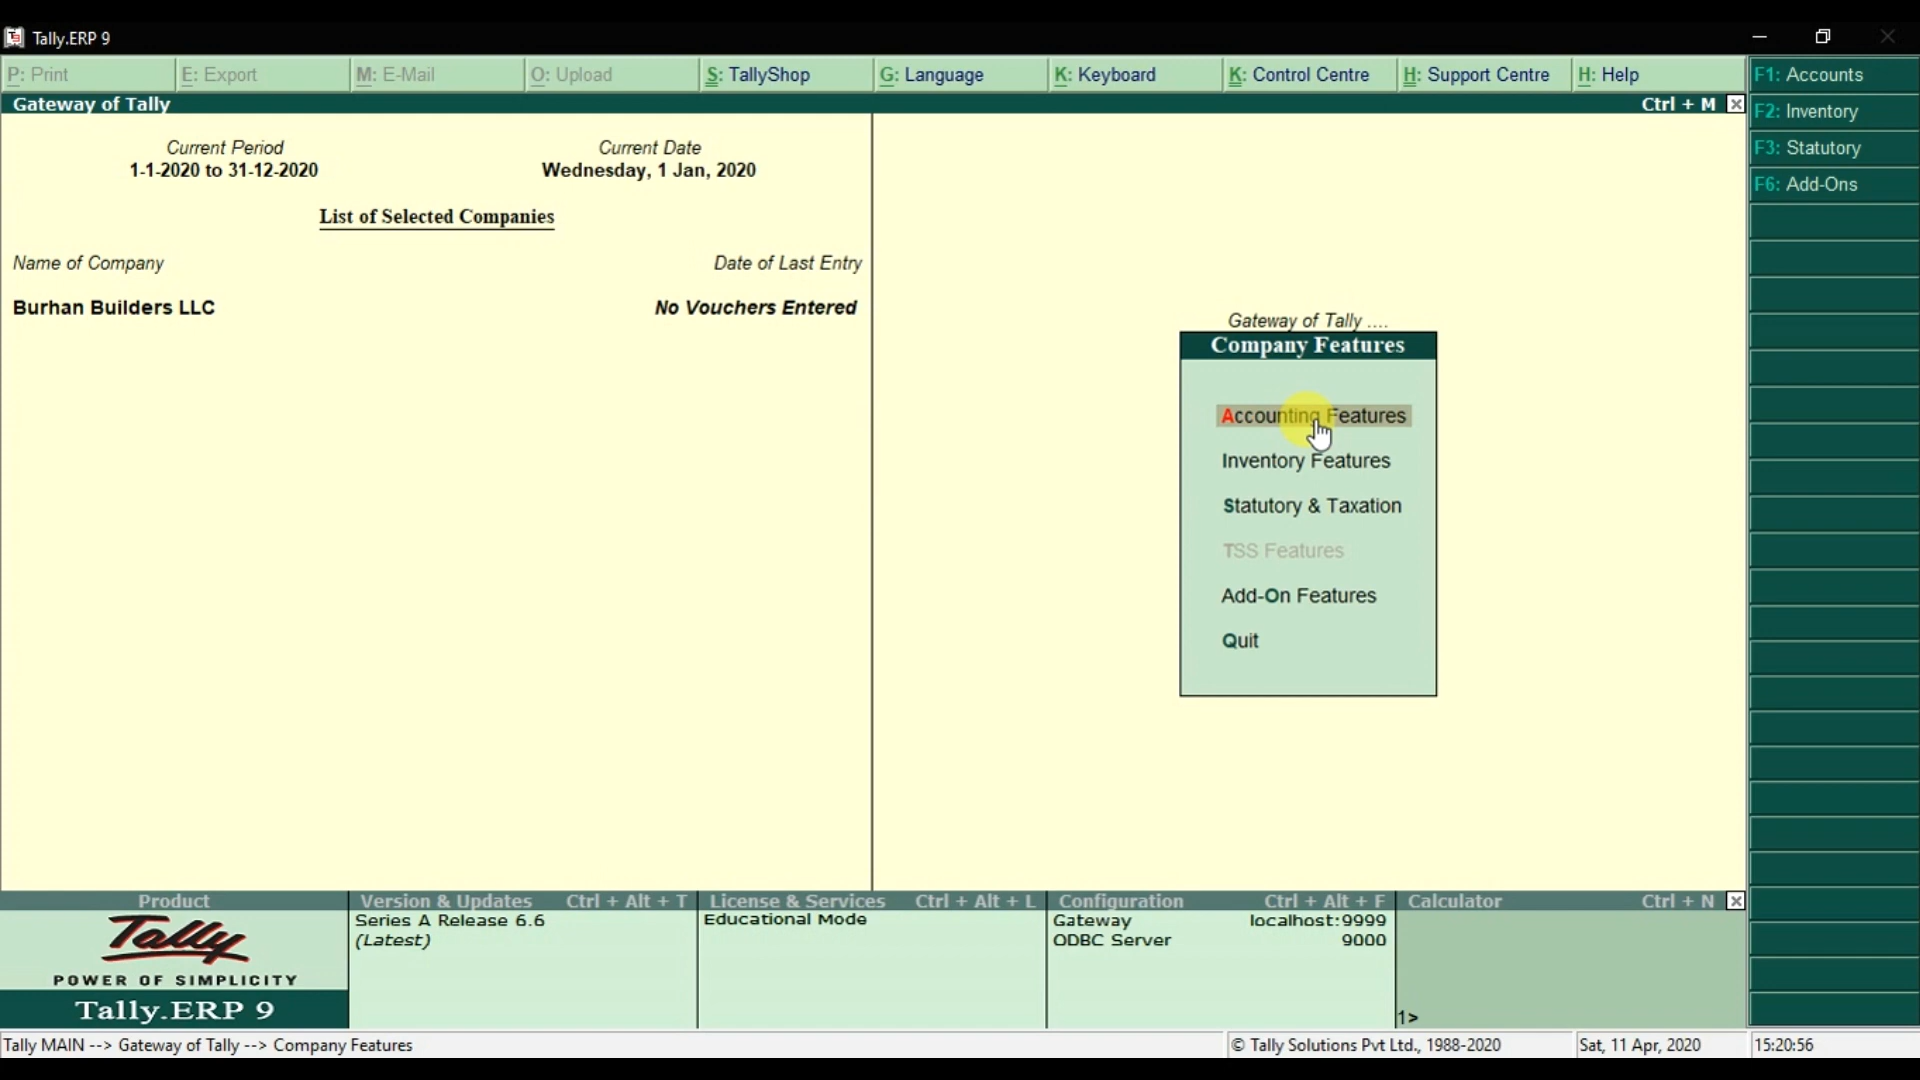 Tally.ERP 9
P: Print E: Export M: E-Mail O: Upload S: TallyShop G: Language K: Keyboard K: Control Centre H: Support Centre H: Help
F1: Accounts
F2: Inventory
F3: Statutory
F6: Add-Ons
Gateway of Tally Ctrl + M
Current Period Current Date
1-1-2020 to 31-12-2020 Wednesday, 1 Jan, 2020
List of Selected Companies
Name of Company Date of Last Entry
Burhan Builders LLC No Vouchers Entered
Gateway of Tally ....
Company Features
Accounting Features
Inventory Features
Statutory & Taxation
TSS Features
Add-On Features
Quit
Product
Tally
POWER OF SIMPLICITY
Tally.ERP 9
Version & Updates Ctrl + Alt + T
Series A Release 6.6
(Latest)
License & Services Ctrl + Alt + L
Educational Mode
Configuration Ctrl + Alt + F
Gateway localhost:9999
ODBC Server 9000
Calculator Ctrl + N
1>
Tally MAIN --> Gateway of Tally --> Company Features © Tally Solutions Pvt Ltd., 1988-2020 Sat, 11 Apr, 2020 15:20:56